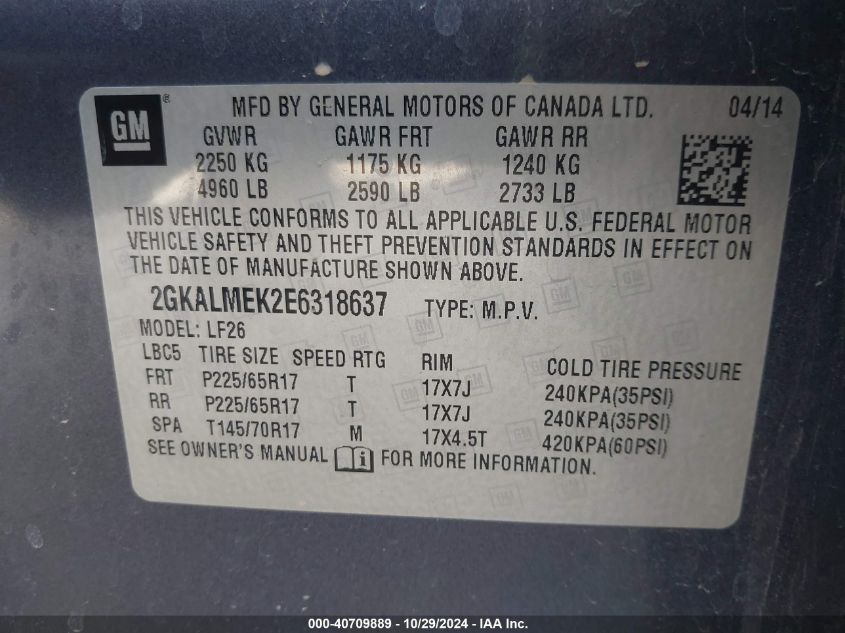 GM ® MFD BY GENERAL MOTORS OF CANADA LTD. 04/14
GVWR GAWR FRT GAWR RR
2250 KG 1175 KG 1240 KG
4960 LB 2590 LB 2733 LB
THIS VEHICLE CONFORMS TO ALL APPLICABLE U.S. FEDERAL MOTOR
VEHICLE SAFETY AND THEFT PREVENTION STANDARDS IN EFFECT ON
THE DATE OF MANUFACTURE SHOWN ABOVE.
2GKALMEK2E6318637 TYPE: M.P.V.
MODEL: LF26
LBC5 TIRE SIZE SPEED RTG RIM COLD TIRE PRESSURE
FRT P225/65R17 T 17X7J 240KPA(35PSI)
RR P225/65R17 T 17X7J 240KPA(35PSI)
SPA T145/70R17 M 17X4.5T 420KPA(60PSI)
SEE OWNER'S MANUAL i FOR MORE INFORMATION.
000-40709889 - 10/29/2024 - IAA Inc.